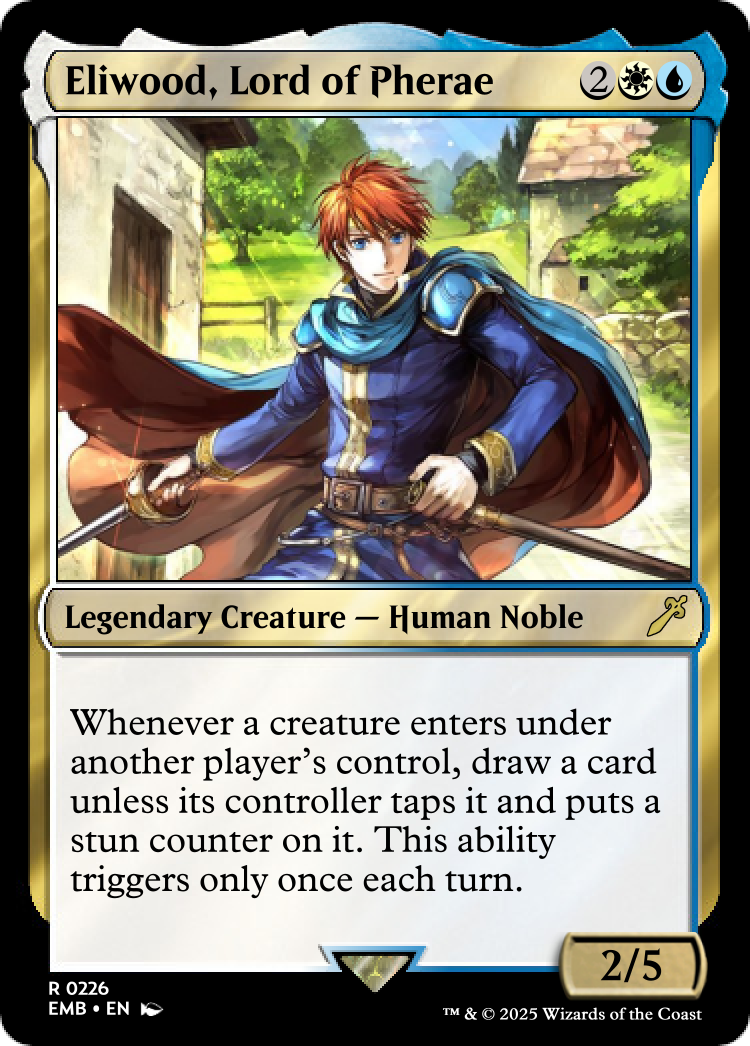 Eliwood, Lord of Pherae 2
Legendary Creature — Human Noble
Whenever a creature enters under
another player's control, draw a card
unless its controller taps it and puts a
stun counter on it. This ability
triggers only once each turn.
2/5
R 0226
EMB • EN
™ & © 2025 Wizards of the Coast